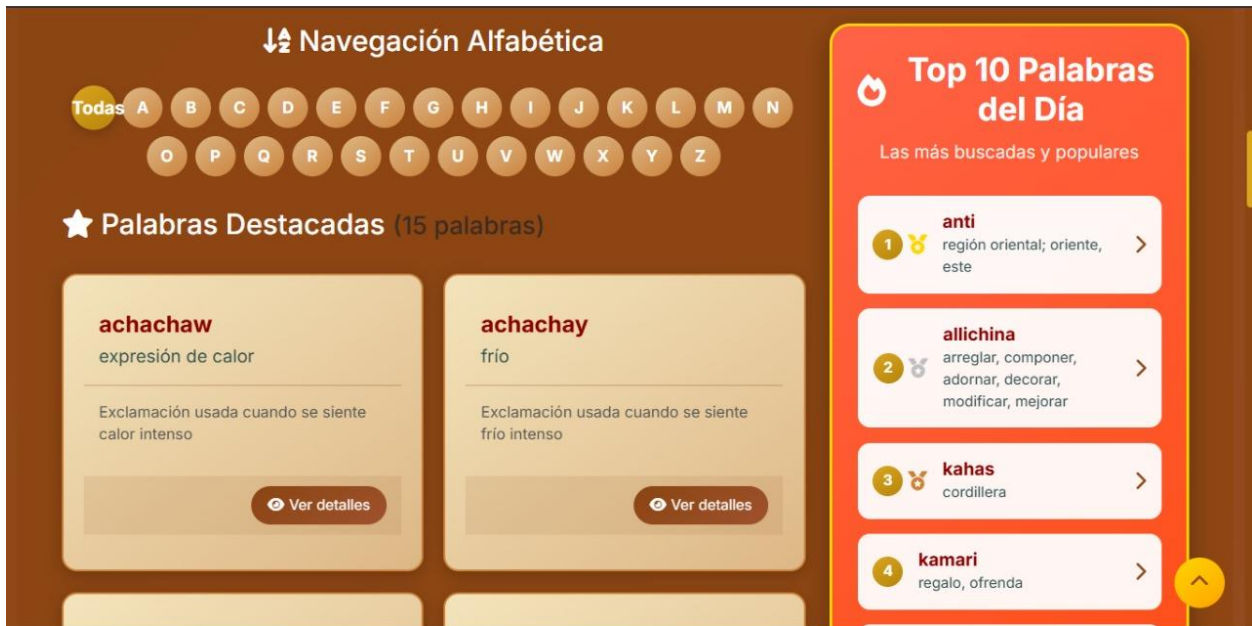 Navegación Alfabética
Todas A B C D E F G H I J K L M N
O P Q R S T U V W X Y Z
Palabras Destacadas (15 palabras)
achachaw
expresión de calor
Exclamación usada cuando se siente
calor intenso
Ver detalles
achachay
frío
Exclamación usada cuando se siente
frío intenso
Ver detalles
Top 10 Palabras
del Día
Las más buscadas y populares
1
anti
región oriental; oriente,
este
2
allichina
arreglar, componer,
adornar, decorar,
modificar, mejorar
3
kahas
cordillera
4
kamari
regalo, ofrenda